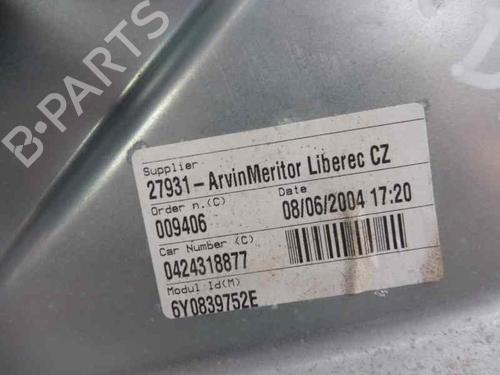 B-PARTS
Supplier
27931-ArvinMeritor Liberec CZ
Order n.(C)
009406
Date
08/06/2004 17:20
Car Number (C)
0424318877
Modul Id(M)
6Y0839752E